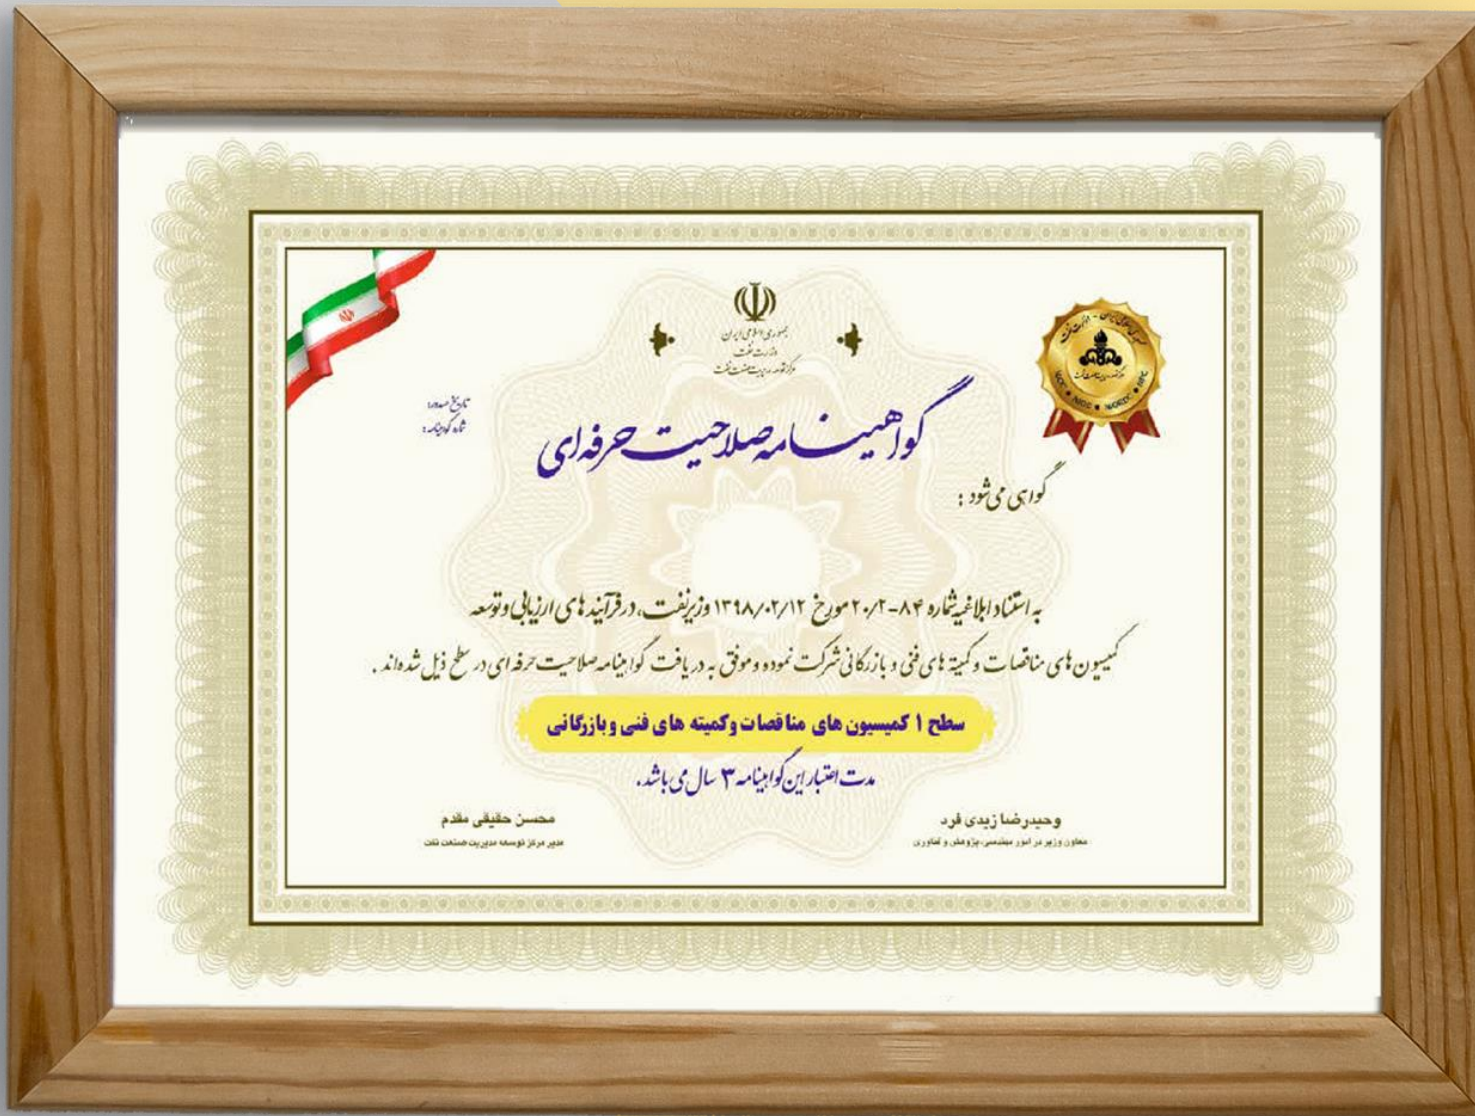 جمهوری اسلامی ایران
وزارت نفت
مرکز توسعه مدیریت صنعت نفت
تاریخ صدور:
شماره گواهینامه:
گواهینامه صلاحیت حرفه‌ای
گواهی می‌شود :
به استناد ابلاغیه شماره ۸۴-۲۰/۲ مورخ ۱۳۹۸/۰۲/۱۲ وزیر نفت، در فرآیند های ارزیابی و توسعه
کمیسیون های مناقصات و کمیته های فنی و بازرگانی شرکت نموده و موفق به دریافت گواهینامه صلاحیت حرفه ای در سطح ذیل شده‌اند .
سطح ۱ کمیسیون های مناقصات وکمیته های فنی وبازرگانی
مدت اعتبار این گواهینامه ۳ سال می باشد.
وحیدرضا زیدی فرد
معاون وزیر در امور مهندسی، پژوهش و فناوری
محسن حقیقی مقدم
مدیر مرکز توسعه مدیریت صنعت نفت